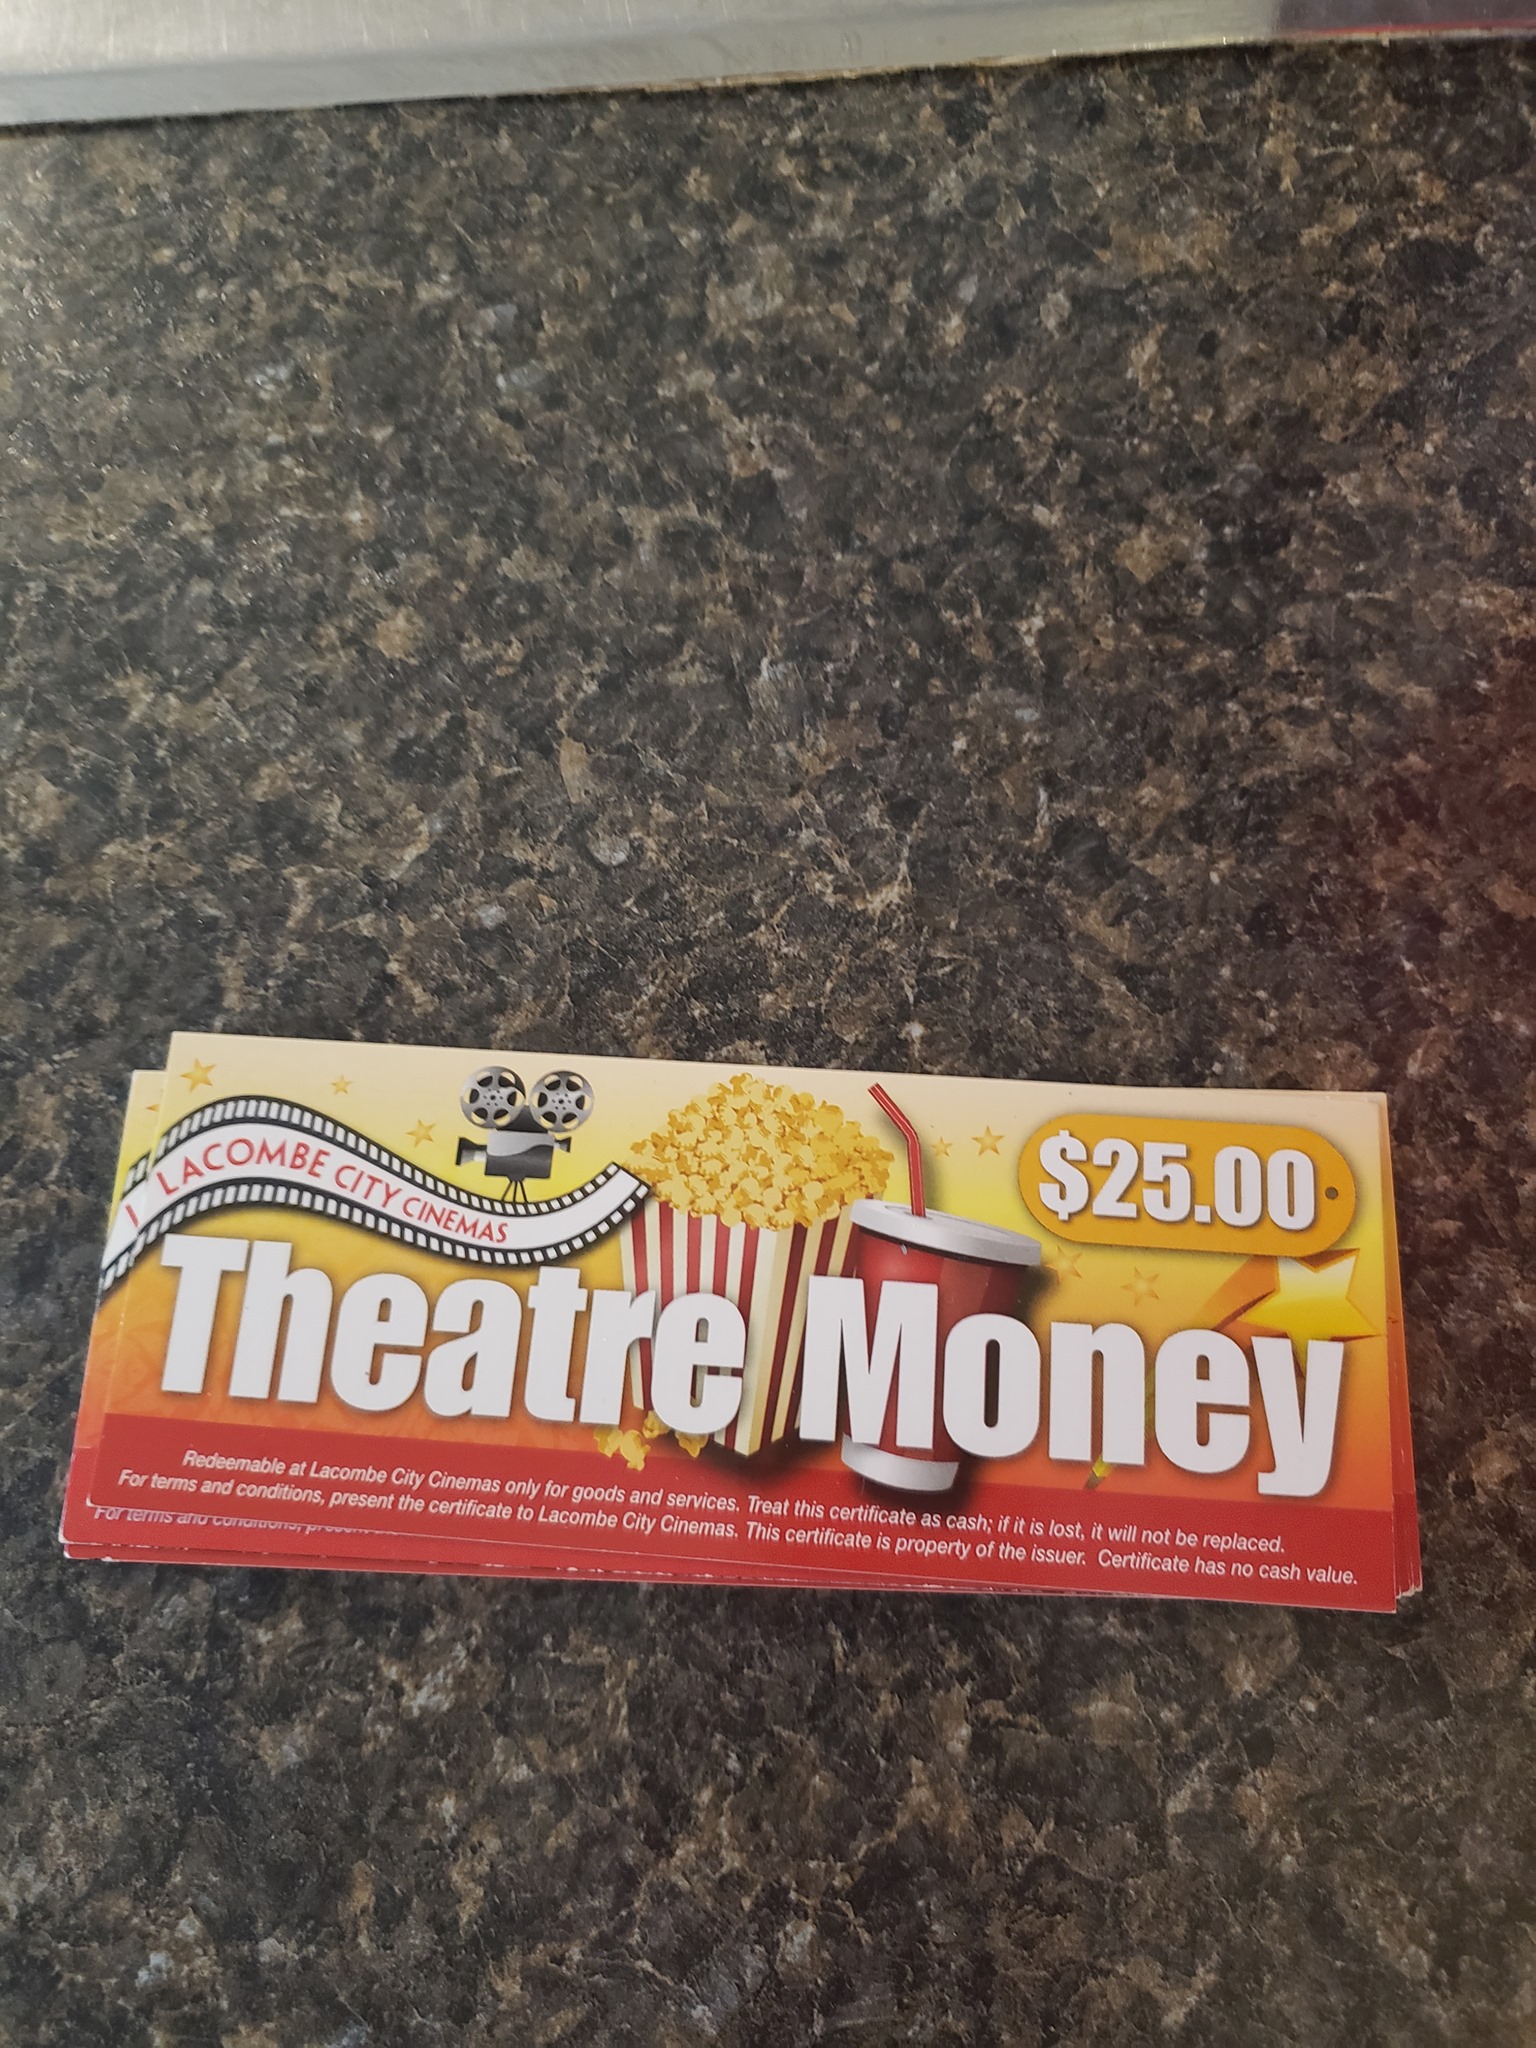 LACOMBE CITY CINEMAS
$25.00
Theatre Money
Redeemable at Lacombe City Cinemas only for goods and services. Treat this certificate as cash; if it is lost, it will not be replaced.
For terms and conditions, present the certificate to Lacombe City Cinemas. This certificate is property of the issuer. Certificate has no cash value.
For terms and conditions,